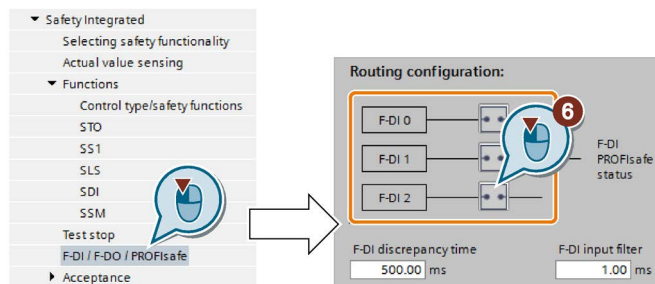 Safety Integrated
Selecting safety functionality
Actual value sensing
Functions
Control type/safety functions
STO
SS1
SLS
SDI
SSM
Test stop
F-DI / F-DO / PROFIsafe
Acceptance
Routing configuration:
6
F-DI 0
F-DI 1
F-DI 2
F-DI
PROFIsafe
status
F-DI discrepancy time
500.00 ms
F-DI input filter
1.00 ms